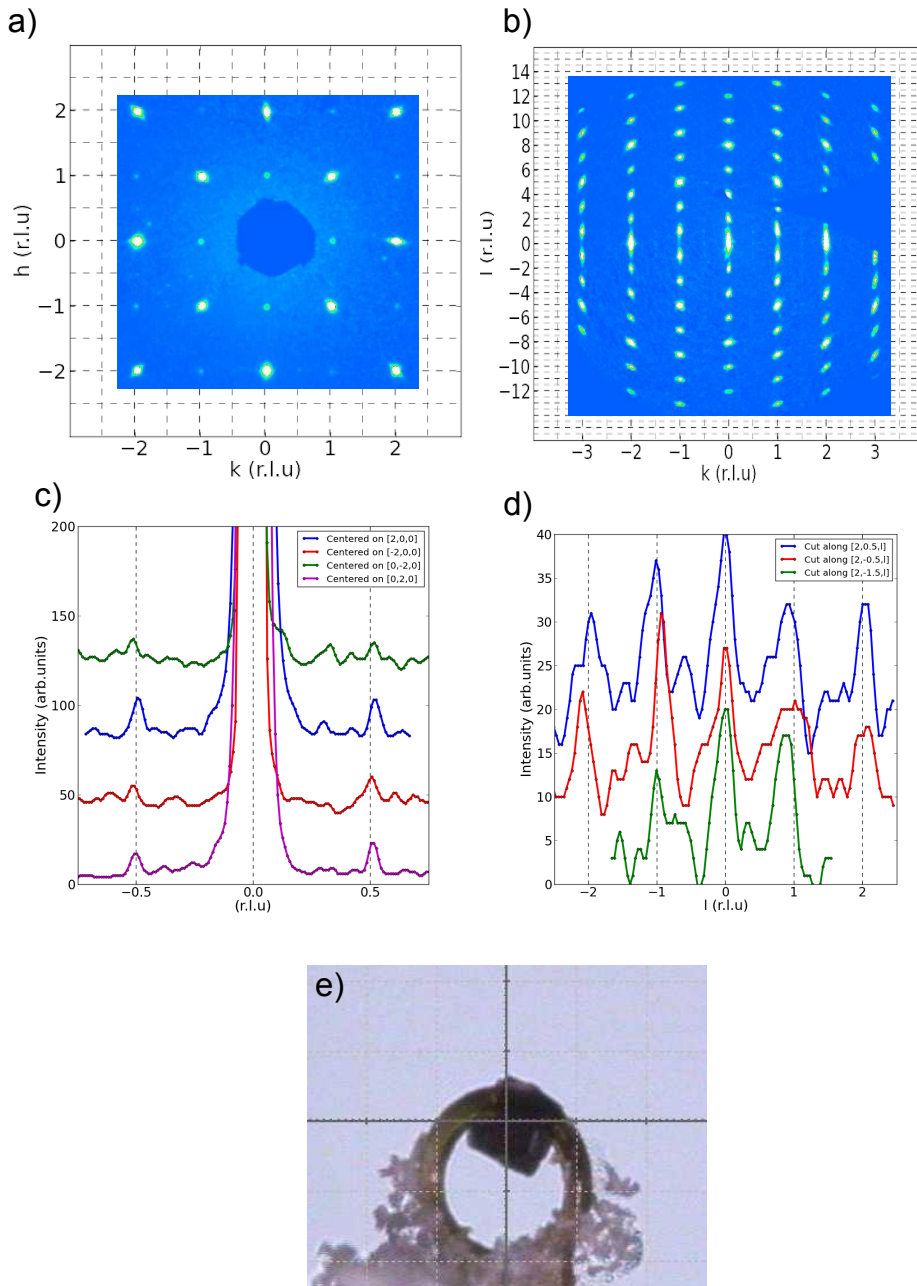 a)
h (r.l.u)
2
1
0
−1
−2
−2 −1 0 1 2
k (r.l.u)
b)
l (r.l.u)
14
12
10
8
6
4
2
0
−2
−4
−6
−8
−10
−12
−3 −2 −1 0 1 2 3
k (r.l.u)
c)
Intensity (arb.units)
200
150
100
50
0
Centered on [2,0,0]
Centered on [-2,0,0]
Centered on [0,-2,0]
Centered on [0,2,0]
−0.5 0.0 0.5
(r.l.u)
d)
Intensity (arb.units)
40
35
30
25
20
15
10
5
0
Cut along [2,0.5,l]
Cut along [2,-0.5,l]
Cut along [2,-1.5,l]
−2 −1 0 1 2
l (r.l.u)
e)